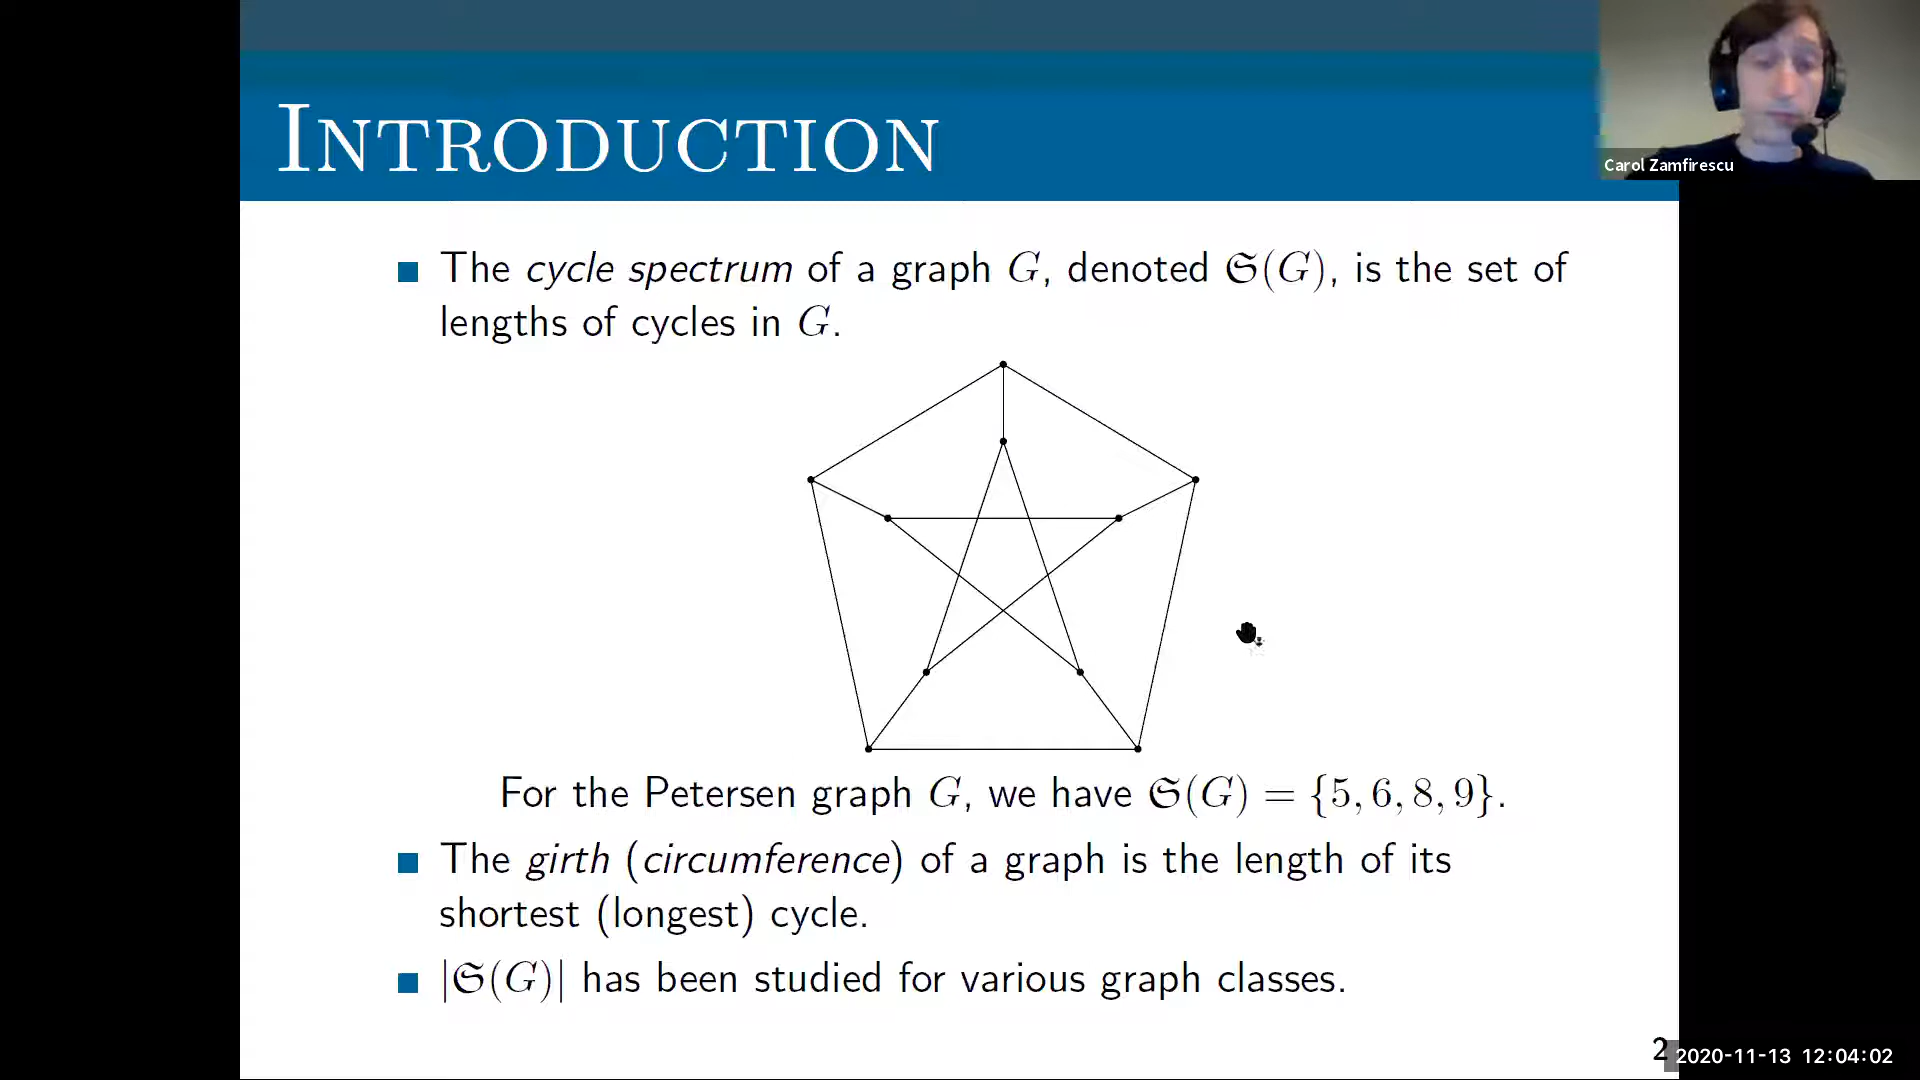 INTRODUCTION
Carol Zamfirescu
■ The cycle spectrum of a graph G, denoted 𝔖(G), is the set of
lengths of cycles in G.
For the Petersen graph G, we have 𝔖(G) = {5, 6, 8, 9}.
■ The girth (circumference) of a graph is the length of its
shortest (longest) cycle.
■ |𝔖(G)| has been studied for various graph classes.
2
2020-11-13 12:04:02